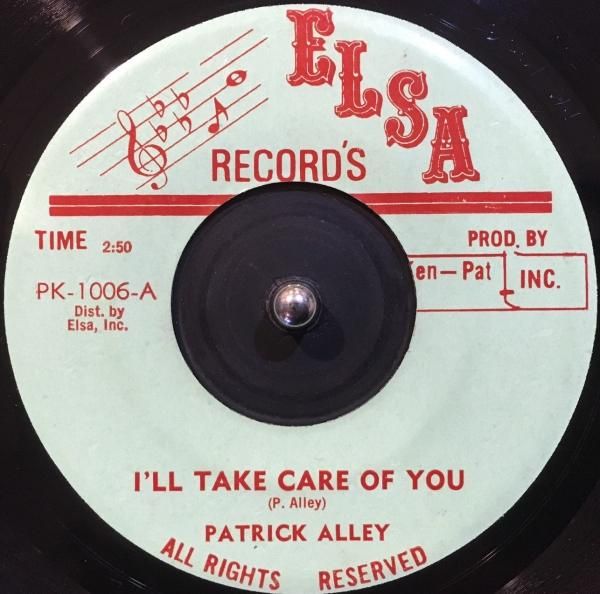 ELSA
RECORD'S
TIME 2:50
PROD. BY
en-Pat INC.
PK-1006-A
Dist. by
Elsa, Inc.
I'LL TAKE CARE OF YOU
(P. Alley)
PATRICK ALLEY
ALL RIGHTS RESERVED